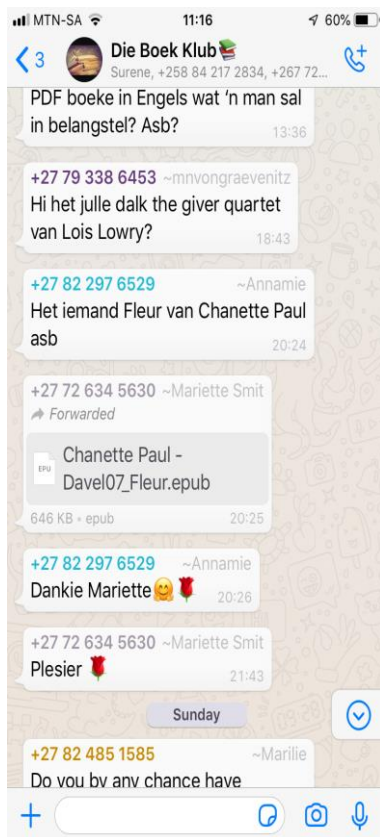 MTN-SA 11:16 60%
3 Die Boek Klub
Surene, +258 84 217 2834, +267 72...
PDF boeke in Engels wat 'n man sal
in belangstel? Asb?
13:36
+27 79 338 6453 ~mnvongraevenitz
Hi het julle dalk the giver quartet
van Lois Lowry?
18:43
+27 82 297 6529 ~Annamie
Het iemand Fleur van Chanette Paul
asb
20:24
+27 72 634 5630 ~Mariette Smit
Forwarded
EPU
Chanette Paul -
Davel07_Fleur.epub
646 KB • epub 20:25
+27 82 297 6529 ~Annamie
Dankie Mariette🤗🌹 20:26
+27 72 634 5630 ~Mariette Smit
Plesier 🌹 21:43
Sunday
+27 82 485 1585 ~Marilie
Do you by any chance have